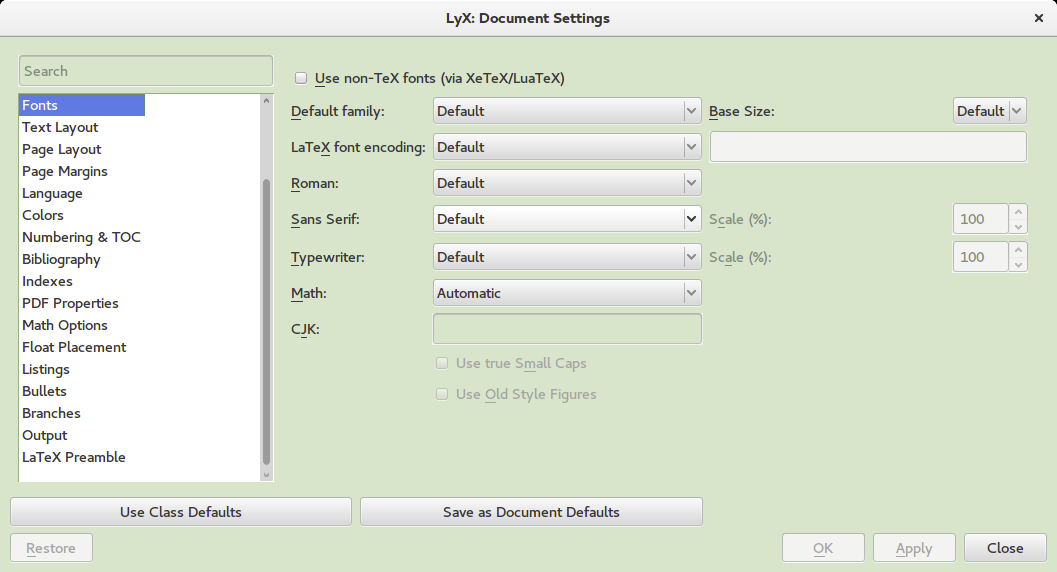 LyX: Document Settings
Search
Fonts
Text Layout
Page Layout
Page Margins
Language
Colors
Numbering & TOC
Bibliography
Indexes
PDF Properties
Math Options
Float Placement
Listings
Bullets
Branches
Output
LaTeX Preamble
Use non-TeX fonts (via XeTeX/LuaTeX)
Default family: Default Base Size: Default
LaTeX font encoding: Default
Roman: Default
Sans Serif: Default Scale (%): 100
Typewriter: Default Scale (%): 100
Math: Automatic
CJK:
Use true Small Caps
Use Old Style Figures
Use Class Defaults Save as Document Defaults
Restore OK Apply Close